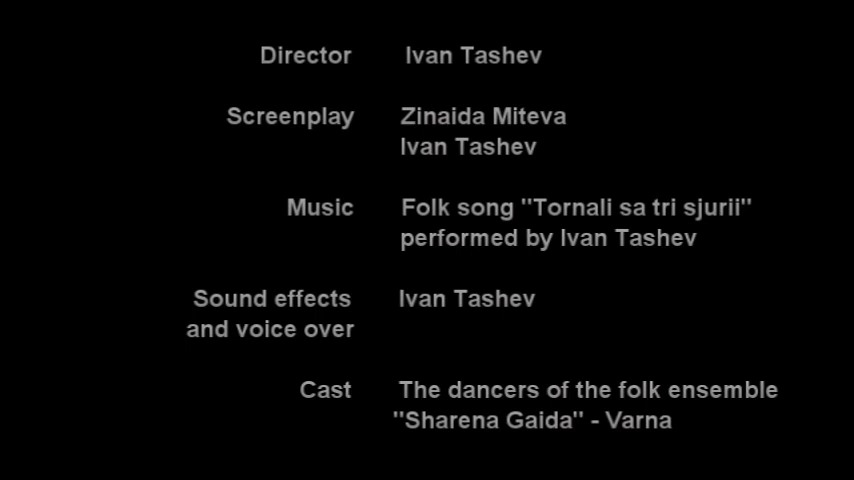 Director Ivan Tashev
Screenplay Zinaida Miteva
Ivan Tashev
Music Folk song "Tornali sa tri sjurii"
performed by Ivan Tashev
Sound effects Ivan Tashev
and voice over
Cast The dancers of the folk ensemble
"Sharena Gaida" - Varna